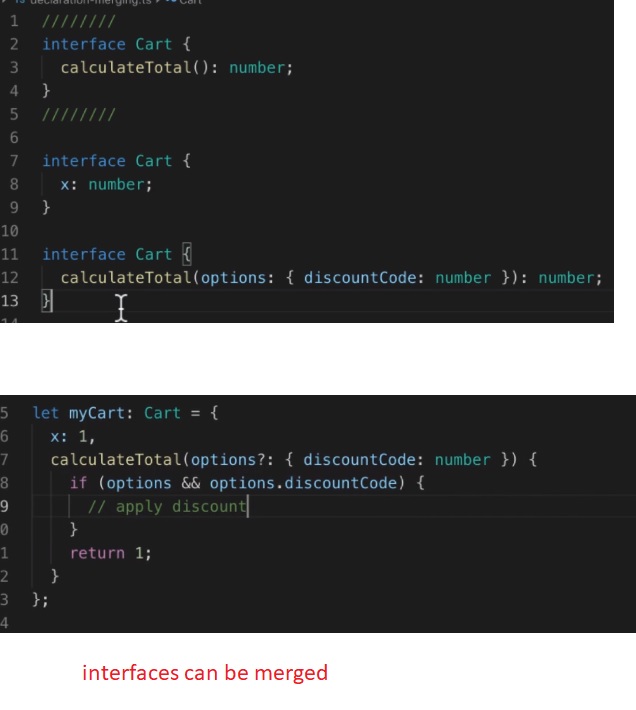 declaration-merging.ts Cart
1 ////////
2 interface Cart {
3 calculateTotal(): number;
4 }
5 ////////
6
7 interface Cart {
8 x: number;
9 }
10
11 interface Cart {
12 calculateTotal(options: { discountCode: number }): number;
13 }
14
5 let myCart: Cart = {
6 x: 1,
7 calculateTotal(options?: { discountCode: number }) {
8 if (options && options.discountCode) {
9 // apply discount
0 }
1 return 1;
2 }
3 };
4
interfaces can be merged